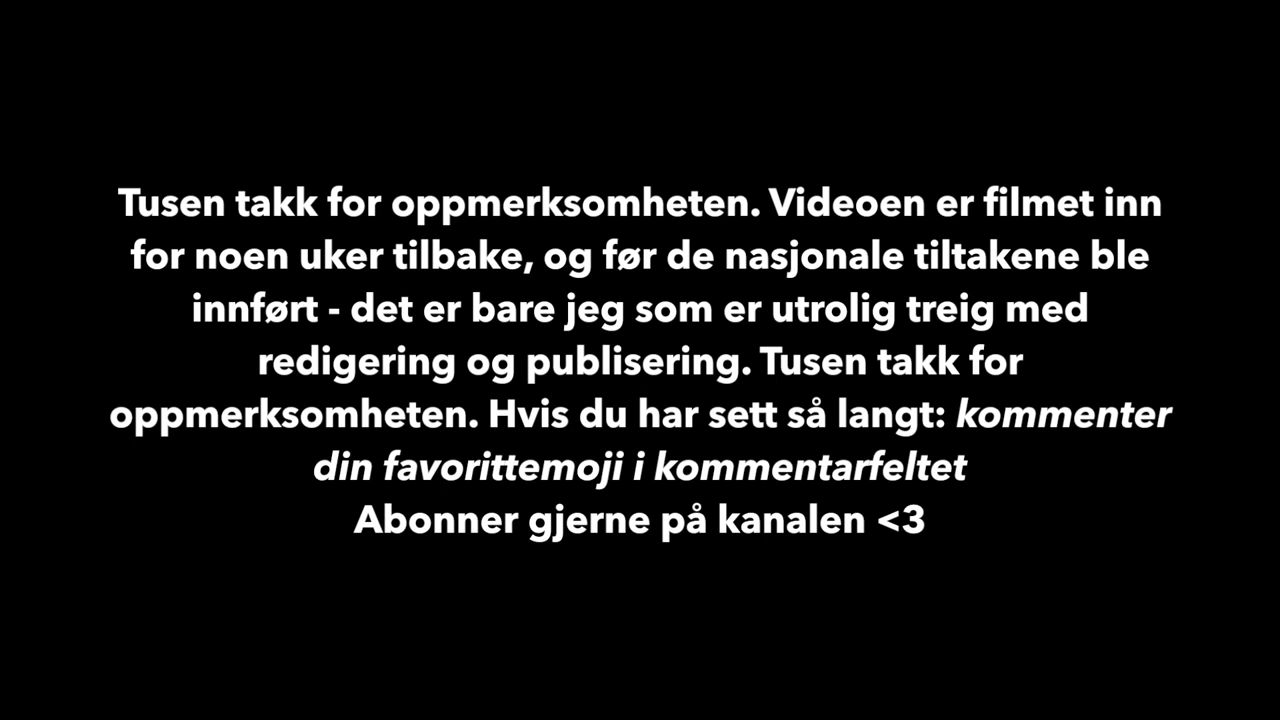 Tusen takk for oppmerksomheten. Videoen er filmet inn
for noen uker tilbake, og før de nasjonale tiltakene ble
innført - det er bare jeg som er utrolig treig med
redigering og publisering. Tusen takk for
oppmerksomheten. Hvis du har sett så langt: kommenter
din favorittemoji i kommentarfeltet
Abonner gjerne på kanalen <3